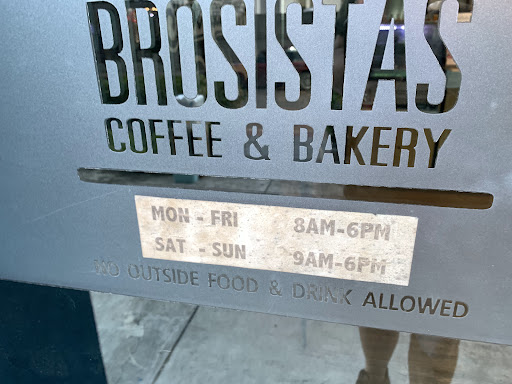 BROSISTAS
COFFEE & BAKERY
MON - FRI 8AM-6PM
SAT - SUN 9AM-6PM
NO OUTSIDE FOOD & DRINK ALLOWED